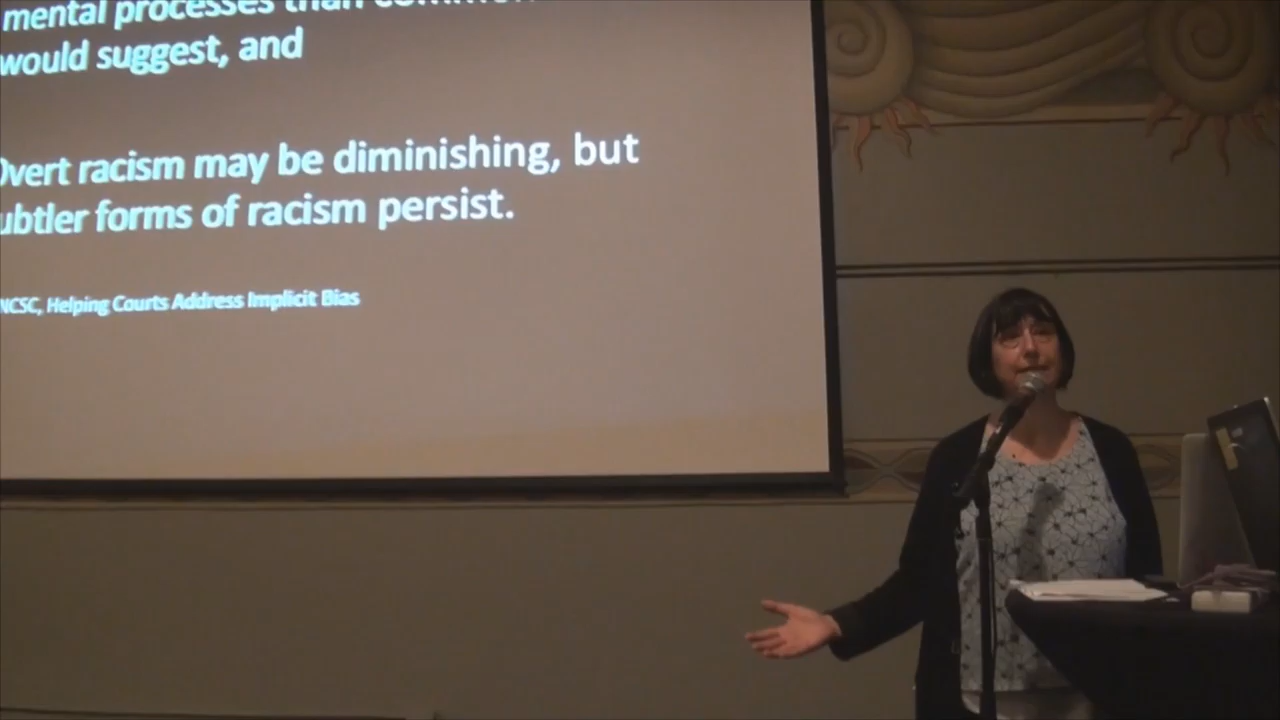 mental processes than
would suggest, and
Overt racism may be diminishing, but
ubtler forms of racism persist.
NCSC, Helping Courts Address Implicit Bias